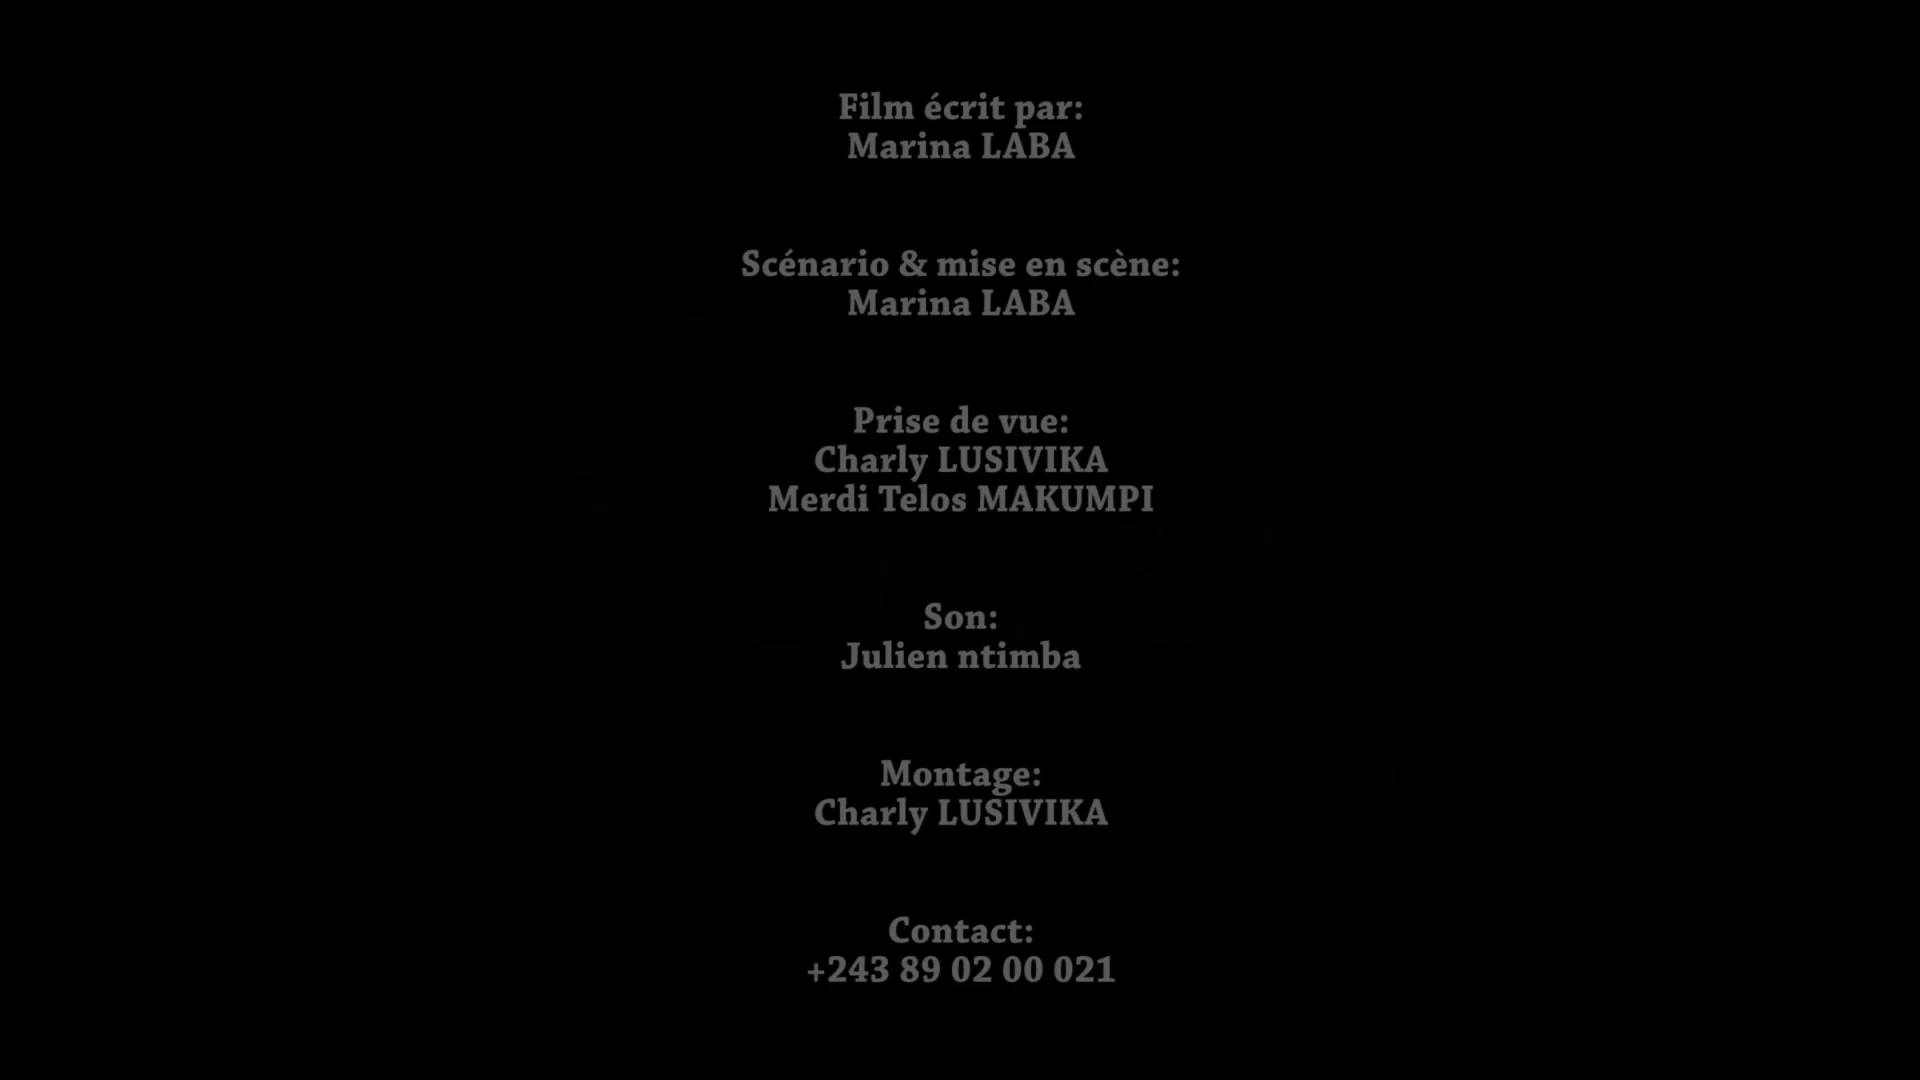 Film écrit par:
Marina LABA
Scénario & mise en scène:
Marina LABA
Prise de vue:
Charly LUSIVIKA
Merdi Telos MAKUMPI
Son:
Julien ntimba
Montage:
Charly LUSIVIKA
Contact:
+243 89 02 00 021